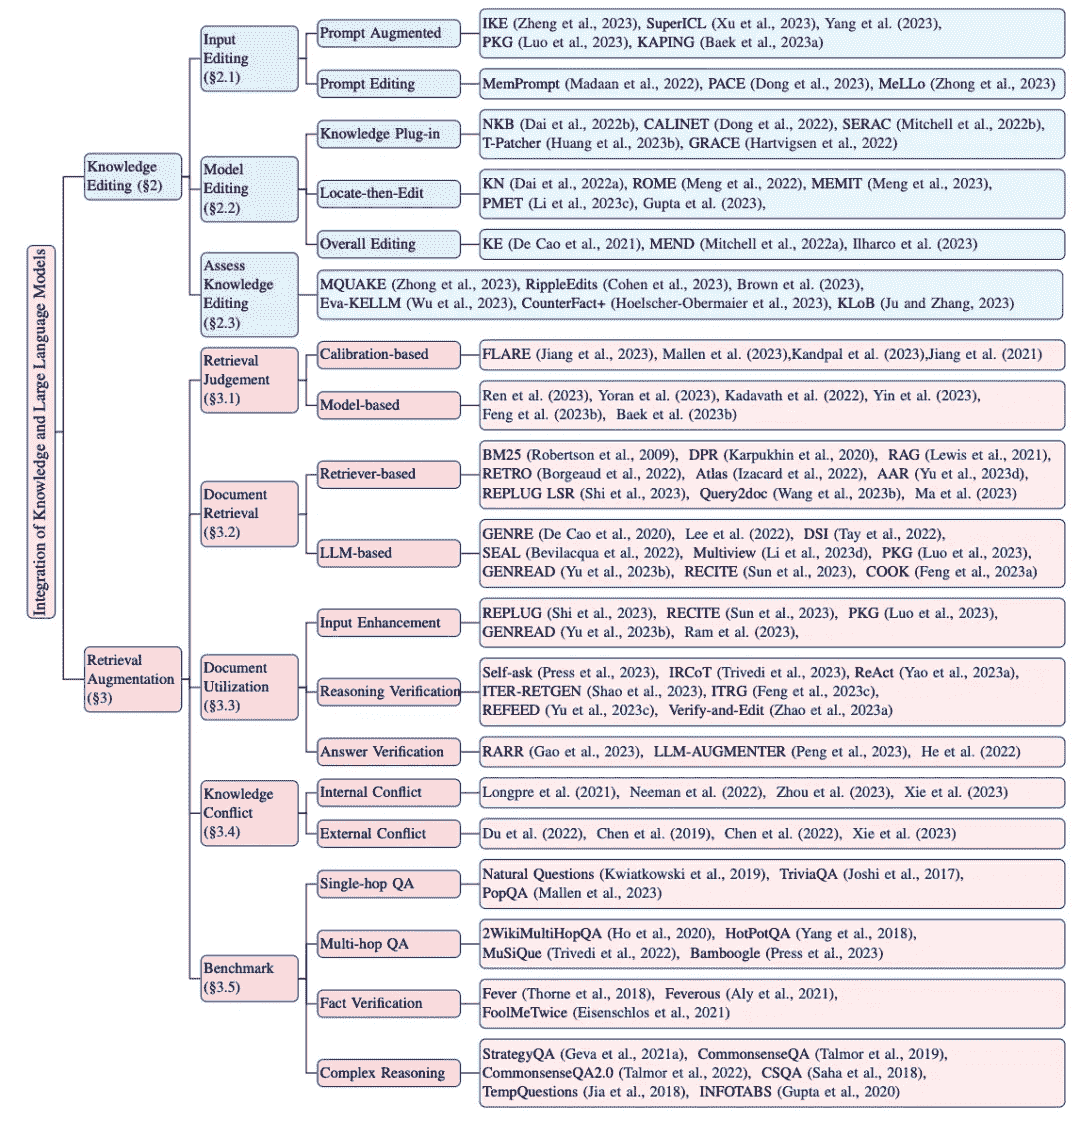 Integration of Knowledge and Large Language Models
Knowledge
Editing (§2)
Input
Editing
(§2.1)
Prompt Augmented
IKE (Zheng et al., 2023), SuperICL (Xu et al., 2023), Yang et al. (2023),
PKG (Luo et al., 2023), KAPING (Baek et al., 2023a)
Prompt Editing
MemPrompt (Madaan et al., 2022), PACE (Dong et al., 2023), MeLLo (Zhong et al., 2023)
Model
Editing
(§2.2)
Knowledge Plug-in
NKB (Dai et al., 2022b), CALINET (Dong et al., 2022), SERAC (Mitchell et al., 2022b),
T-Patcher (Huang et al., 2023b), GRACE (Hartvigsen et al., 2022)
Locate-then-Edit
KN (Dai et al., 2022a), ROME (Meng et al., 2022), MEMIT (Meng et al., 2023),
PMET (Li et al., 2023c), Gupta et al. (2023),
Overall Editing
KE (De Cao et al., 2021), MEND (Mitchell et al., 2022a), Ilharco et al. (2023)
Assess
Knowledge
Editing
(§2.3)
MQUAKE (Zhong et al., 2023), RippleEdits (Cohen et al., 2023), Brown et al. (2023),
Eva-KELLM (Wu et al., 2023), CounterFact+ (Hoelscher-Obermaier et al., 2023), KLoB (Ju and Zhang, 2023)
Retrieval
Augmentation
(§3)
Retrieval
Judgement
(§3.1)
Calibration-based
FLARE (Jiang et al., 2023), Mallen et al. (2023),Kandpal et al. (2023),Jiang et al. (2021)
Model-based
Ren et al. (2023), Yoran et al. (2023), Kadavath et al. (2022), Yin et al. (2023),
Feng et al. (2023b), Baek et al. (2023b)
Document
Retrieval
(§3.2)
Retriever-based
BM25 (Robertson et al., 2009), DPR (Karpukhin et al., 2020), RAG (Lewis et al., 2021),
RETRO (Borgeaud et al., 2022), Atlas (Izacard et al., 2022), AAR (Yu et al., 2023d),
REPLUG LSR (Shi et al., 2023), Query2doc (Wang et al., 2023b), Ma et al. (2023)
LLM-based
GENRE (De Cao et al., 2020), Lee et al. (2022), DSI (Tay et al., 2022),
SEAL (Bevilacqua et al., 2022), Multiview (Li et al., 2023d), PKG (Luo et al., 2023),
GENREAD (Yu et al., 2023b), RECITE (Sun et al., 2023), COOK (Feng et al., 2023a)
Document
Utilization
(§3.3)
Input Enhancement
REPLUG (Shi et al., 2023), RECITE (Sun et al., 2023), PKG (Luo et al., 2023),
GENREAD (Yu et al., 2023b), Ram et al. (2023),
Reasoning Verification
Self-ask (Press et al., 2023), IRCoT (Trivedi et al., 2023), ReAct (Yao et al., 2023a),
ITER-RETGEN (Shao et al., 2023), ITRG (Feng et al., 2023c),
REFEED (Yu et al., 2023c), Verify-and-Edit (Zhao et al., 2023a)
Answer Verification
RARR (Gao et al., 2023), LLM-AUGMENTER (Peng et al., 2023), He et al. (2022)
Knowledge
Conflict
(§3.4)
Internal Conflict
Longpre et al. (2021), Neeman et al. (2022), Zhou et al. (2023), Xie et al. (2023)
External Conflict
Du et al. (2022), Chen et al. (2019), Chen et al. (2022), Xie et al. (2023)
Benchmark
(§3.5)
Single-hop QA
Natural Questions (Kwiatkowski et al., 2019), TriviaQA (Joshi et al., 2017),
PopQA (Mallen et al., 2023)
Multi-hop QA
2WikiMultiHopQA (Ho et al., 2020), HotPotQA (Yang et al., 2018),
MuSiQue (Trivedi et al., 2022), Bamboogle (Press et al., 2023)
Fact Verification
Fever (Thorne et al., 2018), Feverous (Aly et al., 2021),
FoolMeTwice (Eisenschlos et al., 2021)
Complex Reasoning
StrategyQA (Geva et al., 2021a), CommonsenseQA (Talmor et al., 2019),
CommonsenseQA2.0 (Talmor et al., 2022), CSQA (Saha et al., 2018),
TempQuestions (Jia et al., 2018), INFOTABS (Gupta et al., 2020)